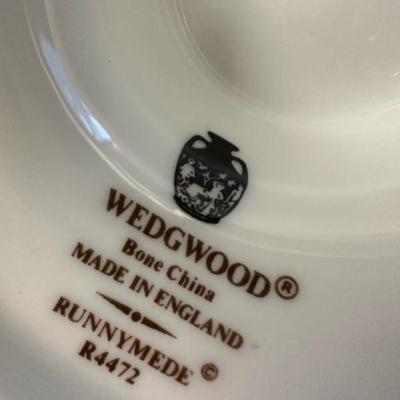 WEDGWOOD®
Bone China
MADE IN ENGLAND
RUNNYMEDE ©
R4472